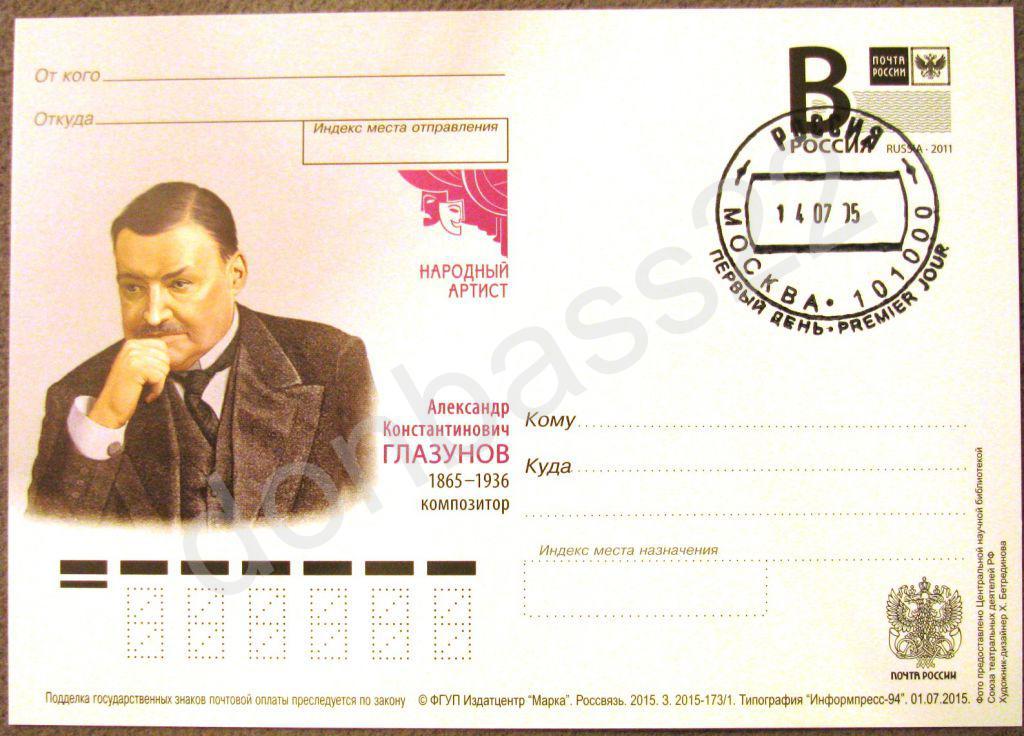 От кого
Откуда
Индекс места отправления
В
ПОЧТА
РОССИИ
РОССИЯ
RUSSIA · 2011
РОССИЯ
14 07 15
МОСКВА · 101000
ПЕРВЫЙ ДЕНЬ · PREMIER JOUR
НАРОДНЫЙ
АРТИСТ
Александр
Константинович
ГЛАЗУНОВ
1865–1936
композитор
Кому
Куда
Индекс места назначения
ПОЧТА РОССИИ
Фото предоставлено Центральной научной библиотекой
Союза театральных деятелей РФ
Художник-дизайнер Х. Бетрединова
Подделка государственных знаков почтовой оплаты преследуется по закону
© ФГУП Издатцентр "Марка". Россвязь. 2015. З. 2015-173/1. Типография "Информпресс-94". 01.07.2015.
donbass22